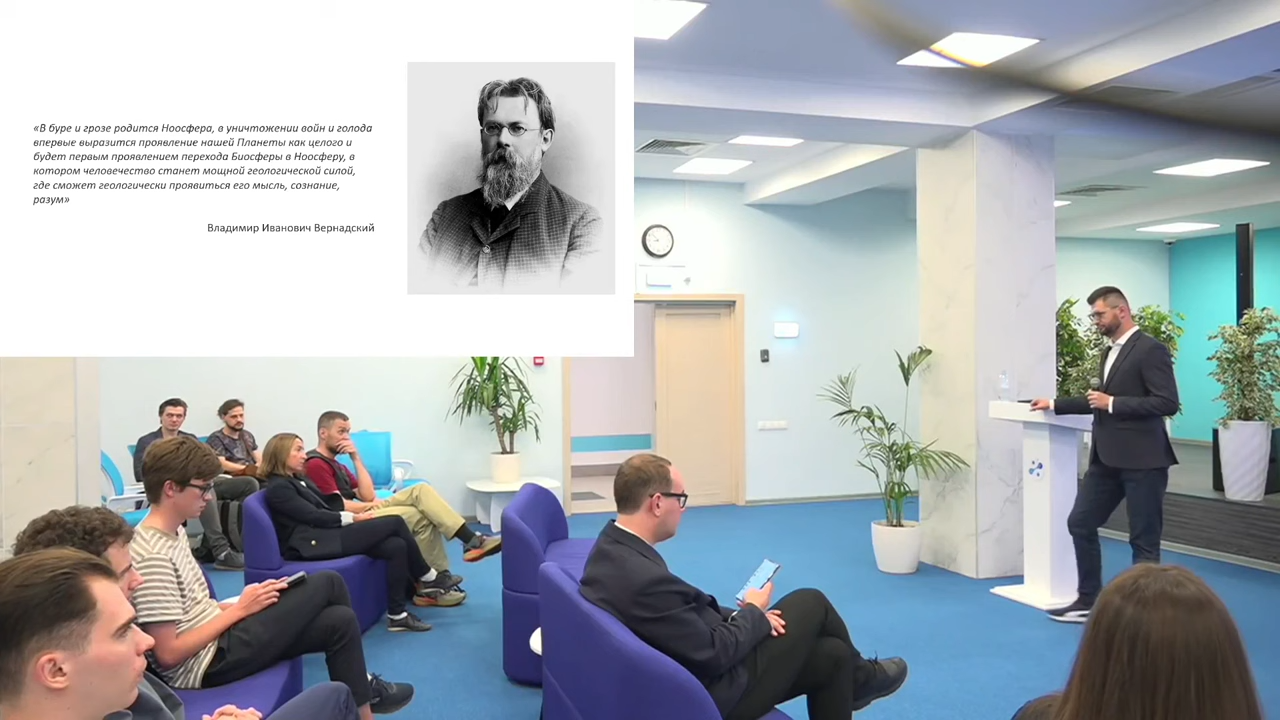 «В буре и грозе родится Ноосфера, в уничтожении войн и голода
впервые выразится проявление нашей Планеты как целого и
будет первым проявлением перехода Биосферы в Ноосферу, в
котором человечество станет мощной геологической силой,
где сможет геологически проявиться его мысль, сознание,
разум»
Владимир Иванович Вернадский